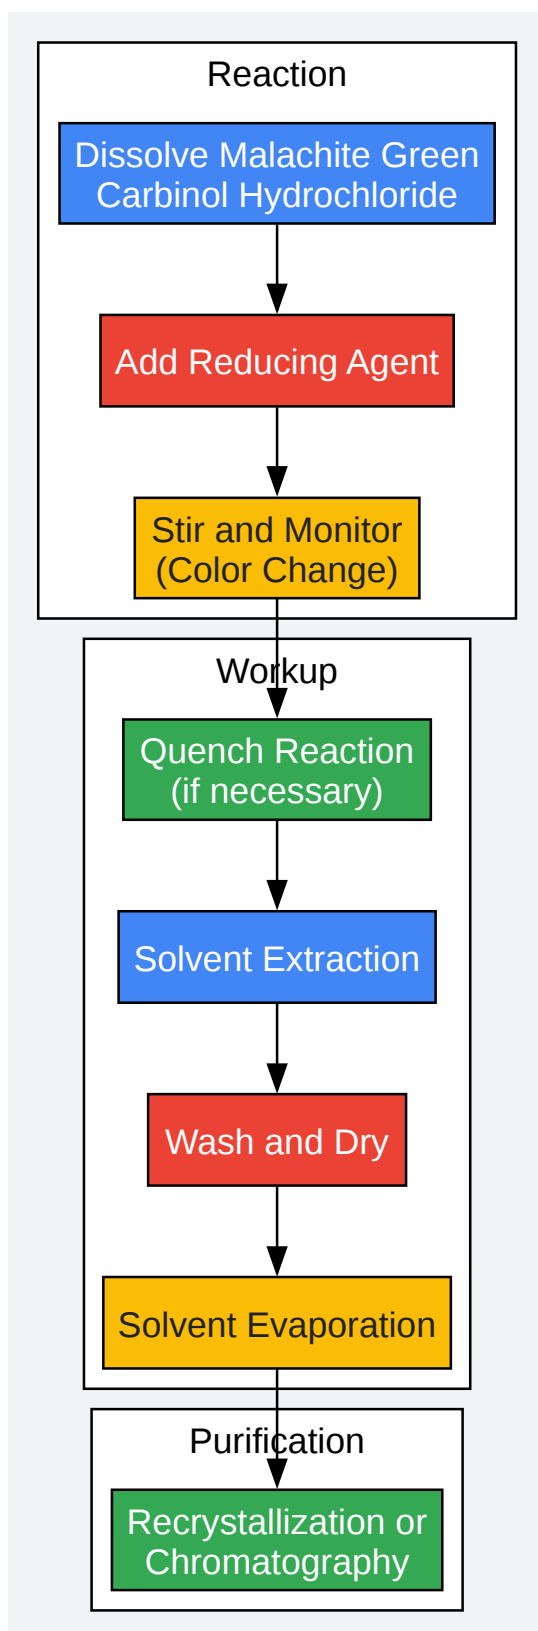 Reaction
Dissolve Malachite Green
Carbinol Hydrochloride
Add Reducing Agent
Stir and Monitor
(Color Change)
Workup
Quench Reaction
(if necessary)
Solvent Extraction
Wash and Dry
Solvent Evaporation
Purification
Recrystallization or
Chromatography